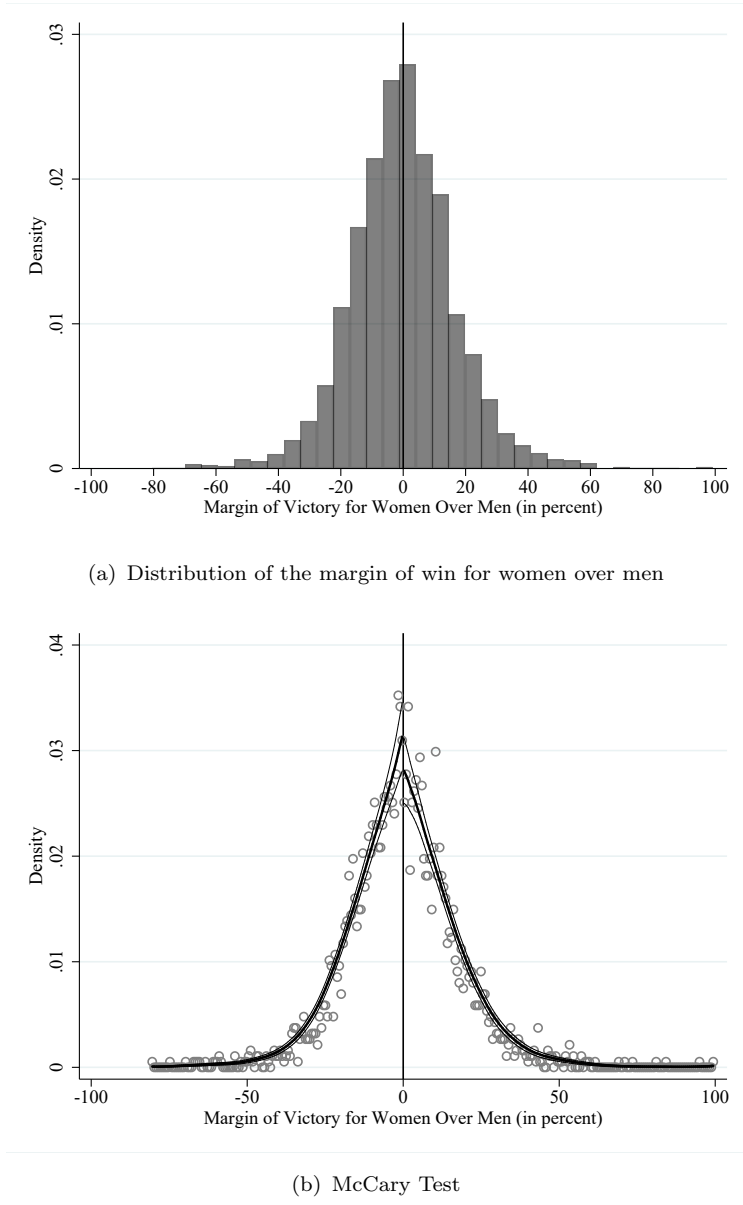 .03
.02
.01
0
Density
-100 -80 -60 -40 -20 0 20 40 60 80 100
Margin of Victory for Women Over Men (in percent)
(a) Distribution of the margin of win for women over men
.04
.03
.02
.01
0
Density
-100 -50 0 50 100
Margin of Victory for Women Over Men (in percent)
(b) McCary Test